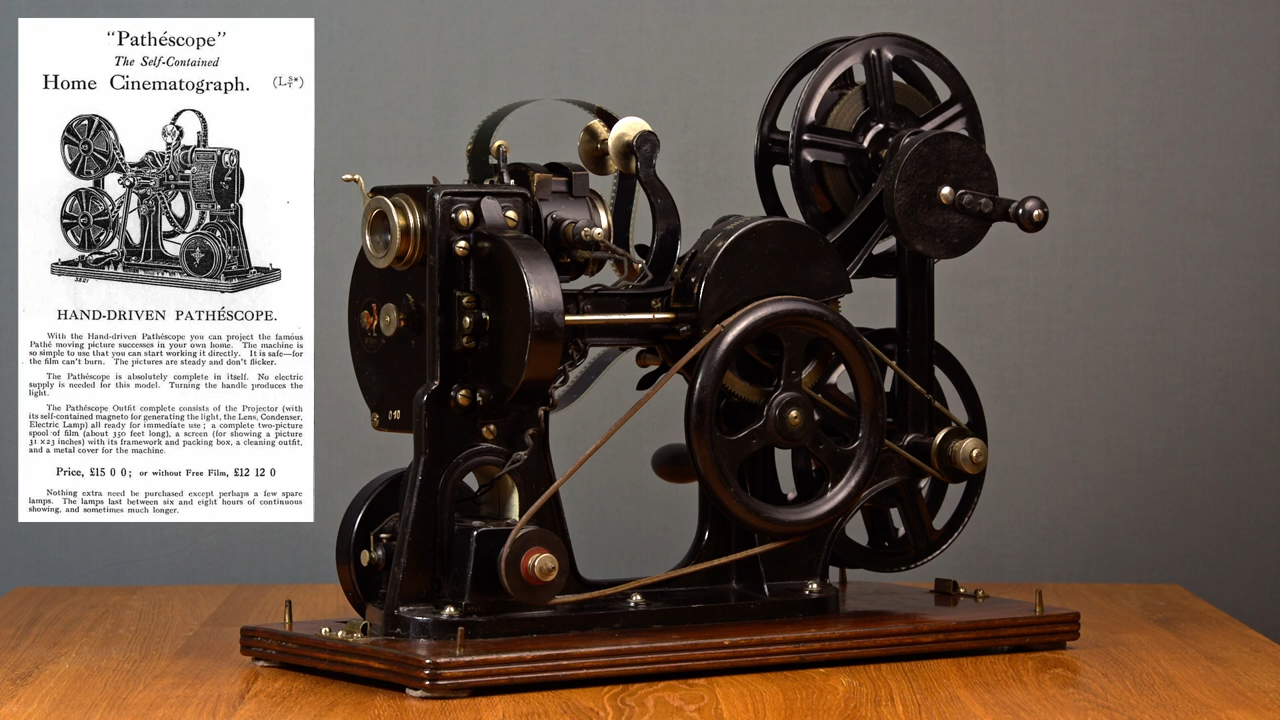 "Pathéscope"
The Self-Contained
Home Cinematograph. (L S* T)
5821
HAND-DRIVEN PATHÉSCOPE.
With the Hand-driven Pathéscope you can project the famous
Pathé moving picture successes in your own home. The machine is
so simple to use that you can start working it directly. It is safe—for
the film can't burn. The pictures are steady and don't flicker.
The Pathéscope is absolutely complete in itself. No electric
supply is needed for this model. Turning the handle produces the
light.
The Pathéscope Outfit complete consists of the Projector (with
its self-contained magneto for generating the light, the Lens, Condenser,
Electric Lamp) all ready for immediate use; a complete two-picture
spool of film (about 350 feet long), a screen (for showing a picture
31 x 23 inches) with its framework and packing box, a cleaning outfit,
and a metal cover for the machine.
Price, £15 0 0; or without Free Film, £12 12 0
Nothing extra need be purchased except perhaps a few spare
lamps. The lamps last between six and eight hours of continuous
showing, and sometimes much longer.
010